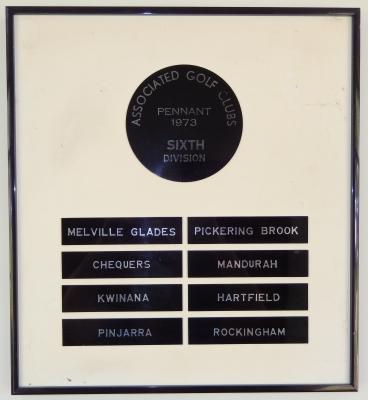 ASSOCIATED GOLF CLUBS
PENNANT
1973
SIXTH
DIVISION
MELVILLE GLADES PICKERING BROOK
CHEQUERS MANDURAH
KWINANA HARTFIELD
PINJARRA ROCKINGHAM